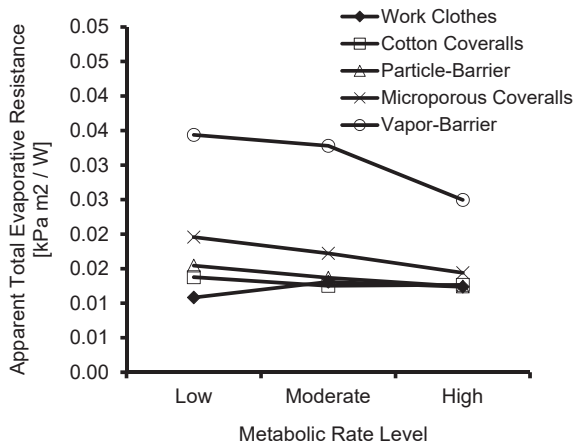 Work Clothes
Cotton Coveralls
Particle-Barrier
Microporous Coveralls
Vapor-Barrier
Apparent Total Evaporative Resistance
[kPa m2 / W]
0.05
0.05
0.04
0.04
0.03
0.03
0.02
0.02
0.01
0.01
0.00
Low Moderate High
Metabolic Rate Level